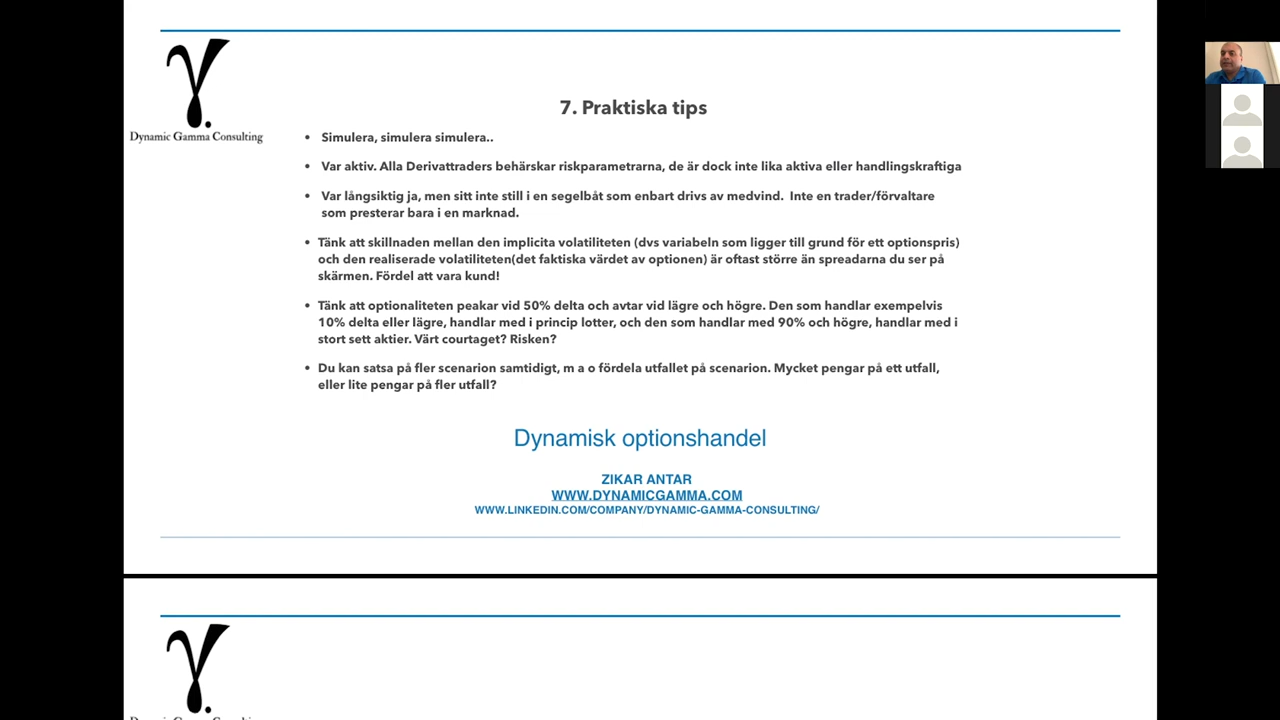 Dynamic Gamma Consulting
7. Praktiska tips
• Simulera, simulera simulera..
• Var aktiv. Alla Derivattraders behärskar riskparametrarna, de är dock inte lika aktiva eller handlingskraftiga
• Var långsiktig ja, men sitt inte still i en segelbåt som enbart drivs av medvind. Inte en trader/förvaltare
som presterar bara i en marknad.
• Tänk att skillnaden mellan den implicita volatiliteten (dvs variabeln som ligger till grund för ett optionspris)
och den realiserade volatiliteten(det faktiska värdet av optionen) är oftast större än spreadarna du ser på
skärmen. Fördel att vara kund!
• Tänk att optionaliteten peakar vid 50% delta och avtar vid lägre och högre. Den som handlar exempelvis
10% delta eller lägre, handlar med i princip lotter, och den som handlar med 90% och högre, handlar med i
stort sett aktier. Värt courtaget? Risken?
• Du kan satsa på fler scenarion samtidigt, m a o fördela utfallet på scenarion. Mycket pengar på ett utfall,
eller lite pengar på fler utfall?
Dynamisk optionshandel
ZIKAR ANTAR
WWW.DYNAMICGAMMA.COM
WWW.LINKEDIN.COM/COMPANY/DYNAMIC-GAMMA-CONSULTING/